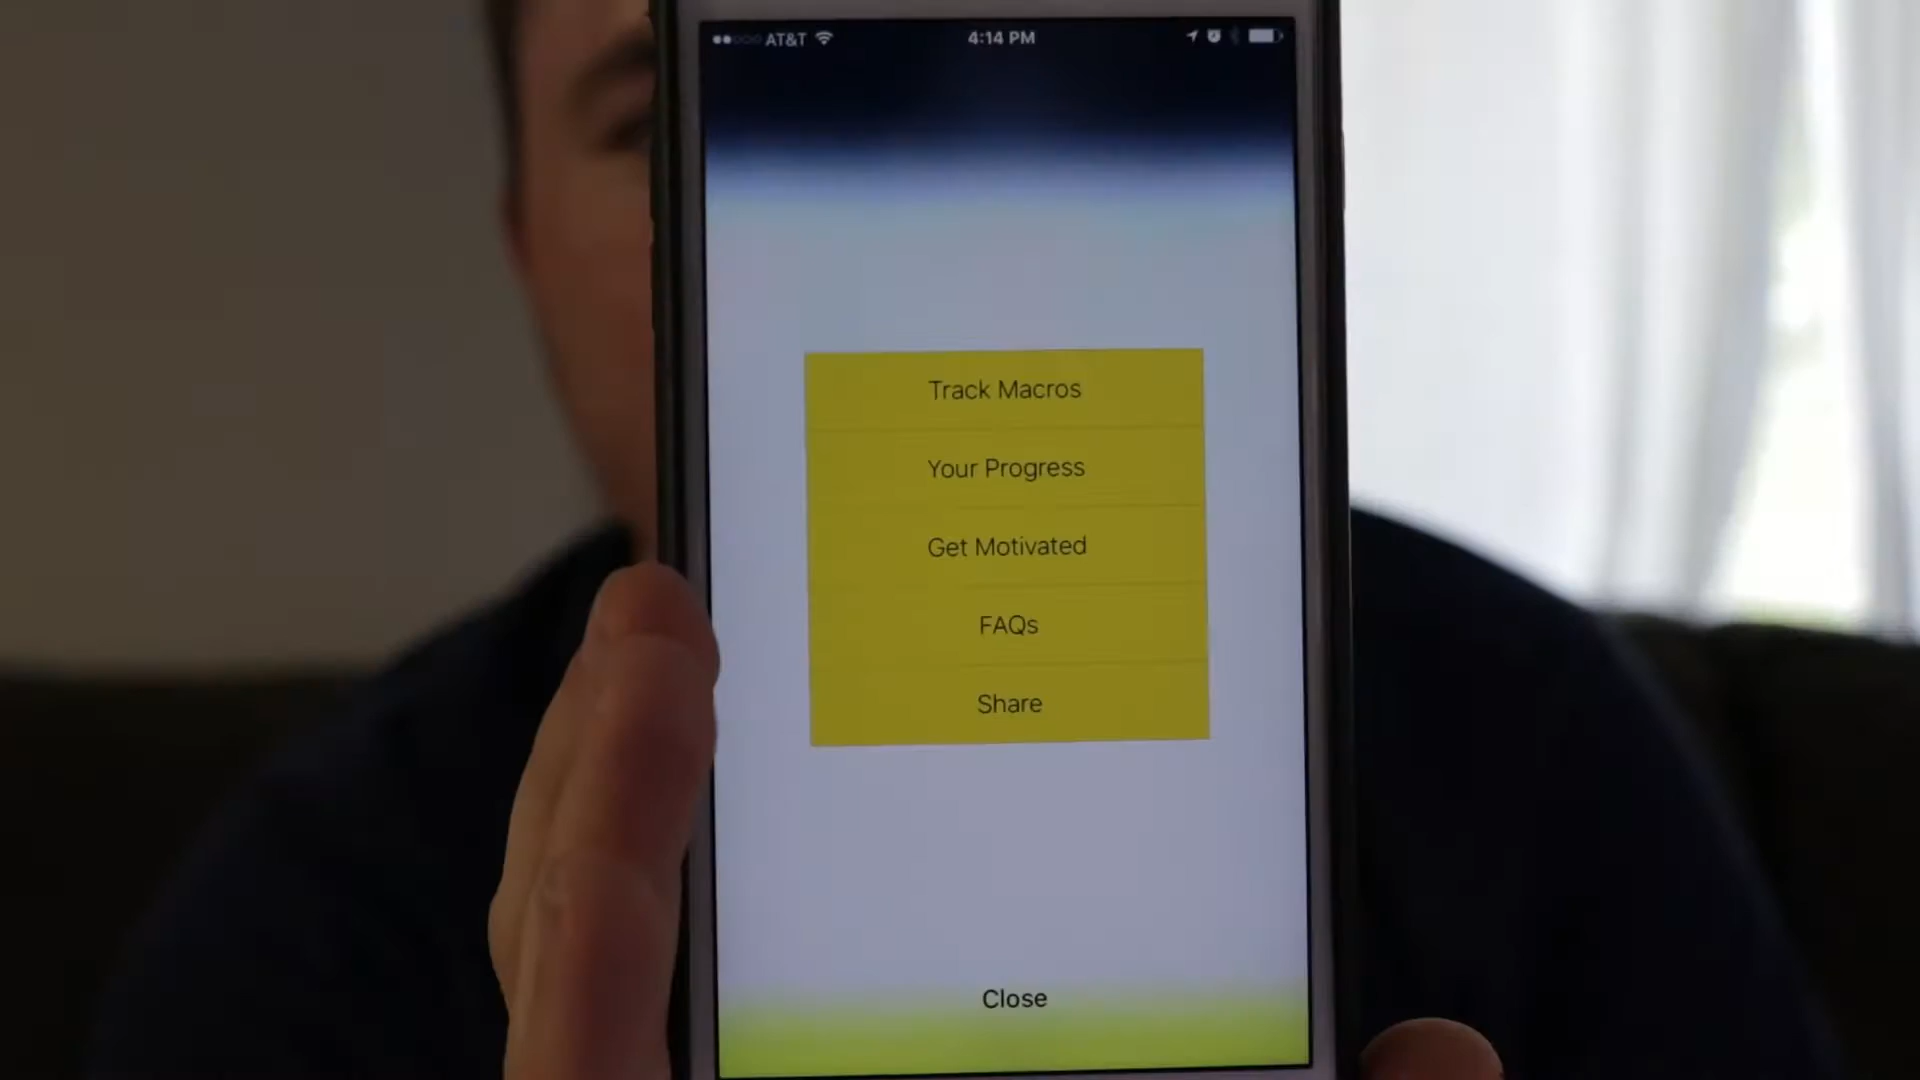 AT&T 4:14 PM
Track Macros
Your Progress
Get Motivated
FAQs
Share
Close